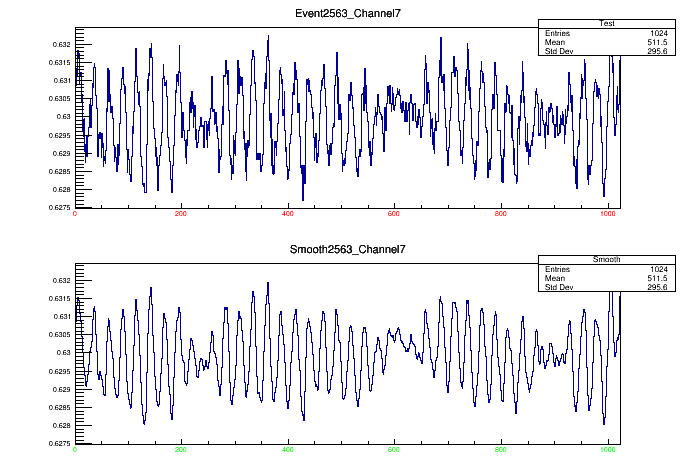 Event2563_Channel7
Test
Entries 1024
Mean 511.5
Std Dev 295.6
0.632
0.6315
0.631
0.6305
0.63
0.6295
0.629
0.6285
0.628
0.6275
0 200 400 600 800 1000
Smooth2563_Channel7
Smooth
Entries 1024
Mean 511.5
Std Dev 295.6
0.632
0.6315
0.631
0.6305
0.63
0.6295
0.629
0.6285
0.628
0.6275
0 200 400 600 800 1000